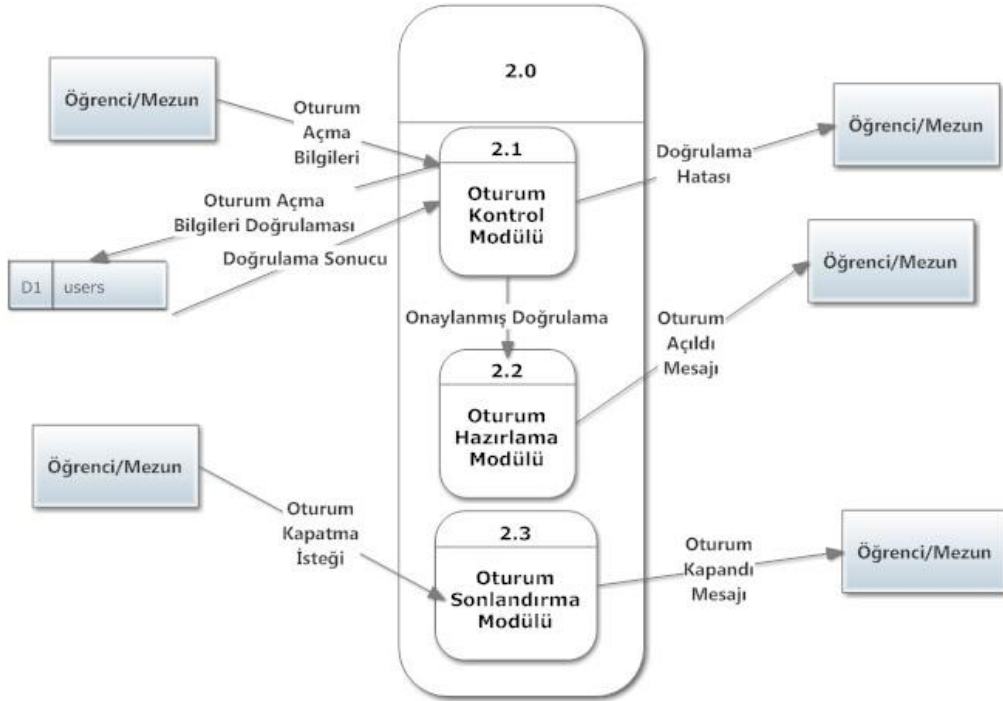 2.0
Öğrenci/Mezun
Oturum
Açma
Bilgileri
2.1
Oturum
Kontrol
Modülü
Doğrulama
Hatası
Öğrenci/Mezun
Oturum Açma
Bilgileri Doğrulaması
Doğrulama Sonucu
D1 users
Onaylanmış Doğrulama
Öğrenci/Mezun
Oturum
Açıldı
Mesajı
2.2
Oturum
Hazırlama
Modülü
Öğrenci/Mezun
Oturum
Kapatma
İsteği
2.3
Oturum
Sonlandırma
Modülü
Oturum
Kapandı
Mesajı
Öğrenci/Mezun